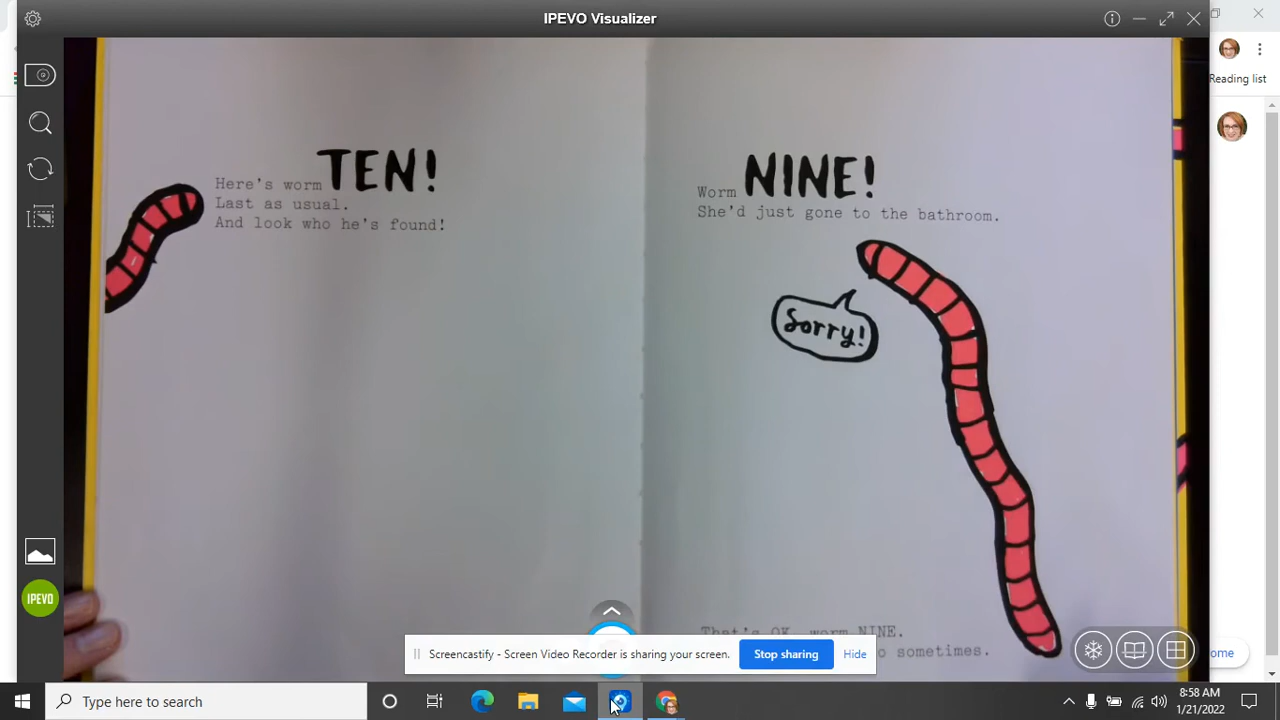 IPEVO Visualizer
Reading list
Here's worm TEN!
Last as usual.
And look who he's found!
Worm NINE!
She'd just gone to the bathroom.
Sorry!
That's OK, worm NINE.
sometimes.
IPEVO
Screencastify - Screen Video Recorder is sharing your screen.
Stop sharing
Hide
Type here to search
8:58 AM
1/21/2022